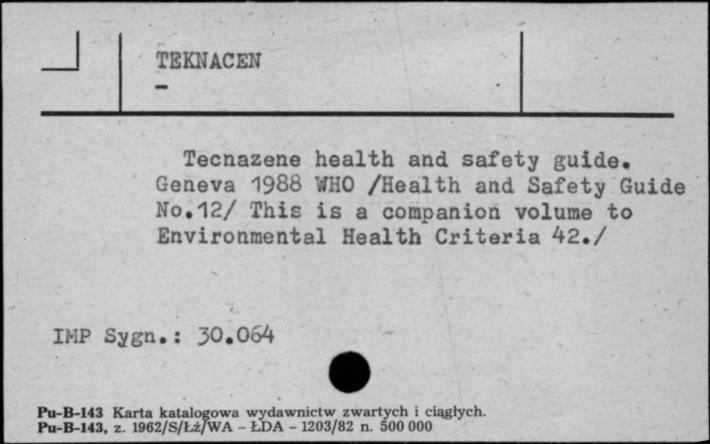 TEKNACEN
-
Tecnazene health and safety guide.
Geneva 1988 WHO /Health and Safety Guide
No.12/ This is a companion volume to
Environmental Health Criteria 42./
IMP Sygn.: 30.064
Pu-B-143 Karta katalogowa wydawnictw zwartych i ciągłych.
Pu-B-143, z. 1962/S/Łż/WA - ŁDA - 1203/82 n. 500 000